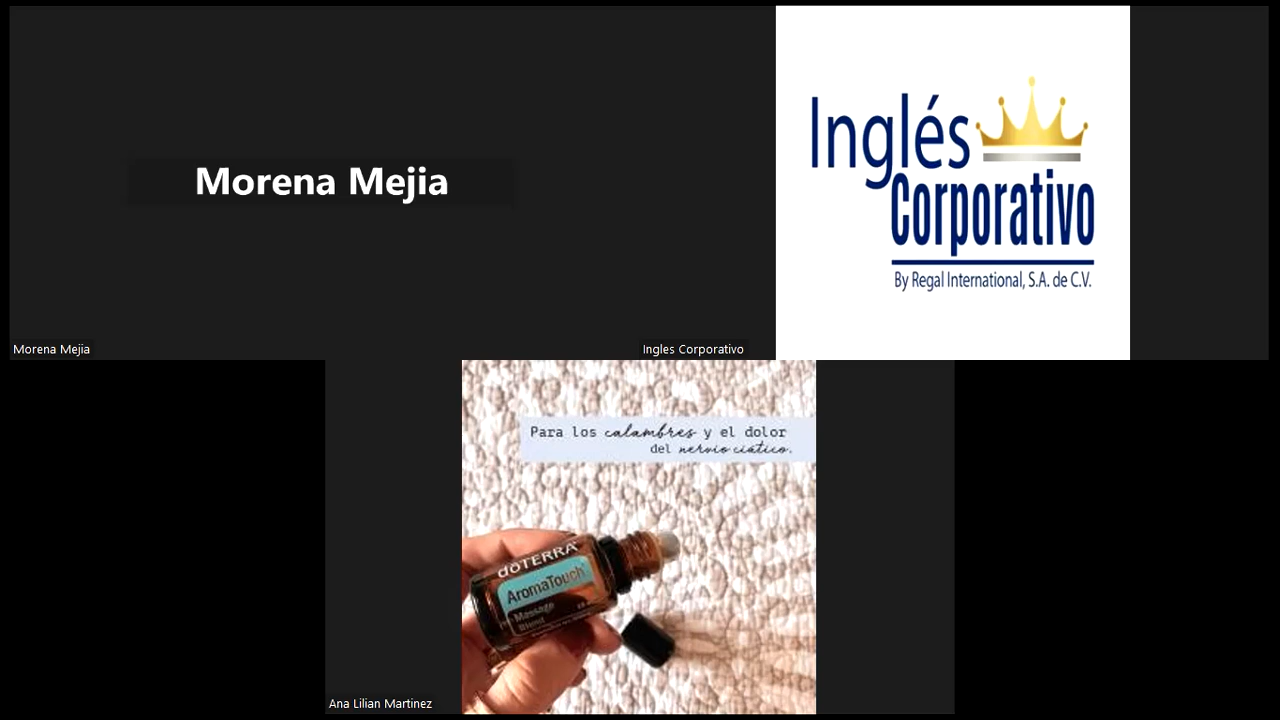 Morena Mejia
Morena Mejia
Inglés
Corporativo
By Regal International, S.A. de C.V.
Ingles Corporativo
Para los calambres y el dolor
del nervio ciático.
dōTERRA
AromaTouch
Massage
Blend
Ana Lilian Martinez